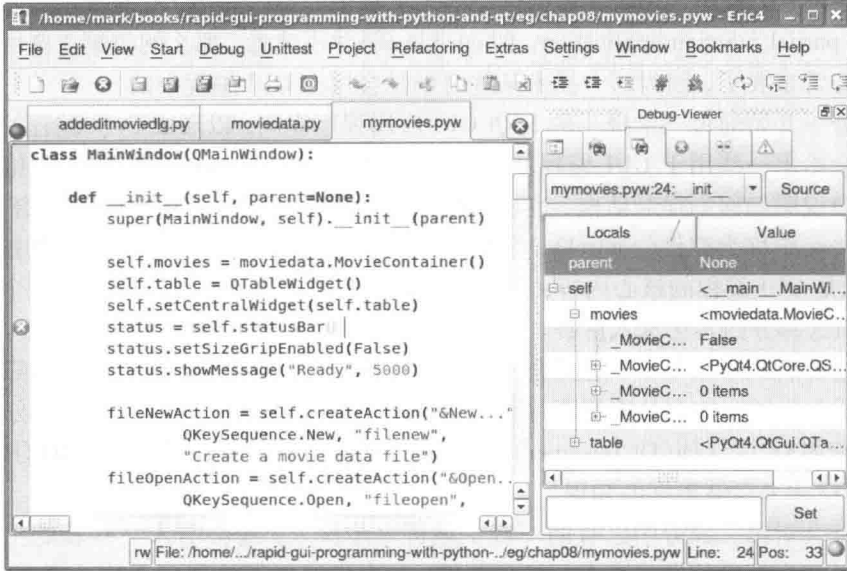 /home/mark/books/rapid-gui-programming-with-python-and-qt/eg/chap08/mymovies.pyw - Eric4
File Edit View Start Debug Unittest Project Refactoring Extras Settings Window Bookmarks Help
addeditmoviedlg.py moviedata.py mymovies.pyw
class MainWindow(QMainWindow):
def __init__(self, parent=None):
super(MainWindow, self).__init__(parent)
self.movies = moviedata.MovieContainer()
self.table = QTableWidget()
self.setCentralWidget(self.table)
status = self.statusBar()
status.setSizeGripEnabled(False)
status.showMessage("Ready", 5000)
fileNewAction = self.createAction("&New..."
QKeySequence.New, "filenew",
"Create a movie data file")
fileOpenAction = self.createAction("&Open..
QKeySequence.Open, "fileopen",
Debug-Viewer
mymovies.pyw:24:__init__ Source
Locals Value
parent None
self <__main__.MainWi...
movies <moviedata.MovieC...
_MovieC... False
_MovieC... <PyQt4.QtCore.QS...
_MovieC... 0 items
_MovieC... 0 items
table <PyQt4.QtGui.QTa...
Set
rw File: /home/.../rapid-gui-programming-with-python-../eg/chap08/mymovies.pyw Line: 24 Pos: 33